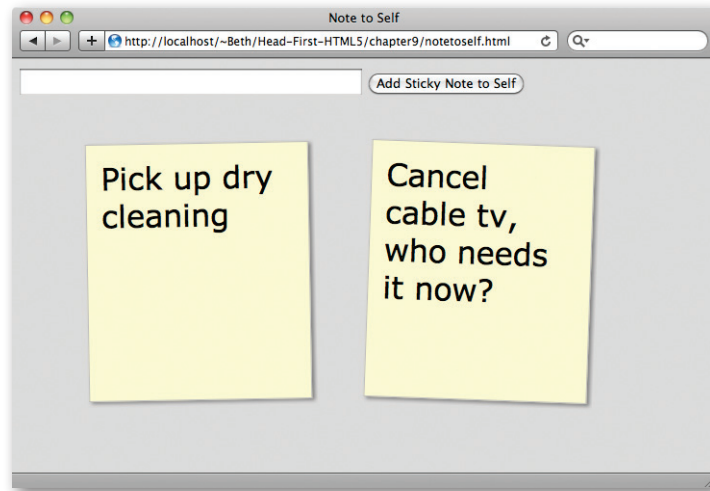 Note to Self
http://localhost/~Beth/Head-First-HTML5/chapter9/notetoself.html
Add Sticky Note to Self
Pick up dry
cleaning
Cancel
cable tv,
who needs
it now?